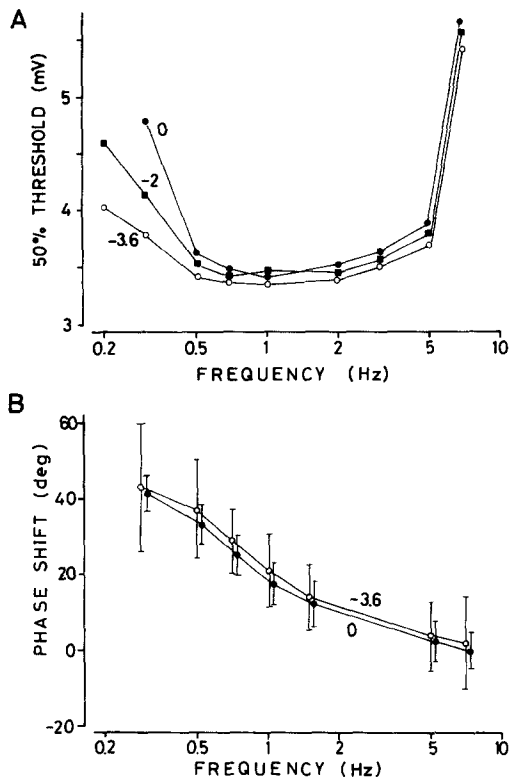 A
50% THRESHOLD (mV)
5
4
3
0
-2
-3.6
0.2 0.5 1 2 5 10
FREQUENCY (Hz)
B
PHASE SHIFT (deg)
60
40
20
0
-20
-3.6
0
0.2 0.5 1 2 5 10
FREQUENCY (Hz)